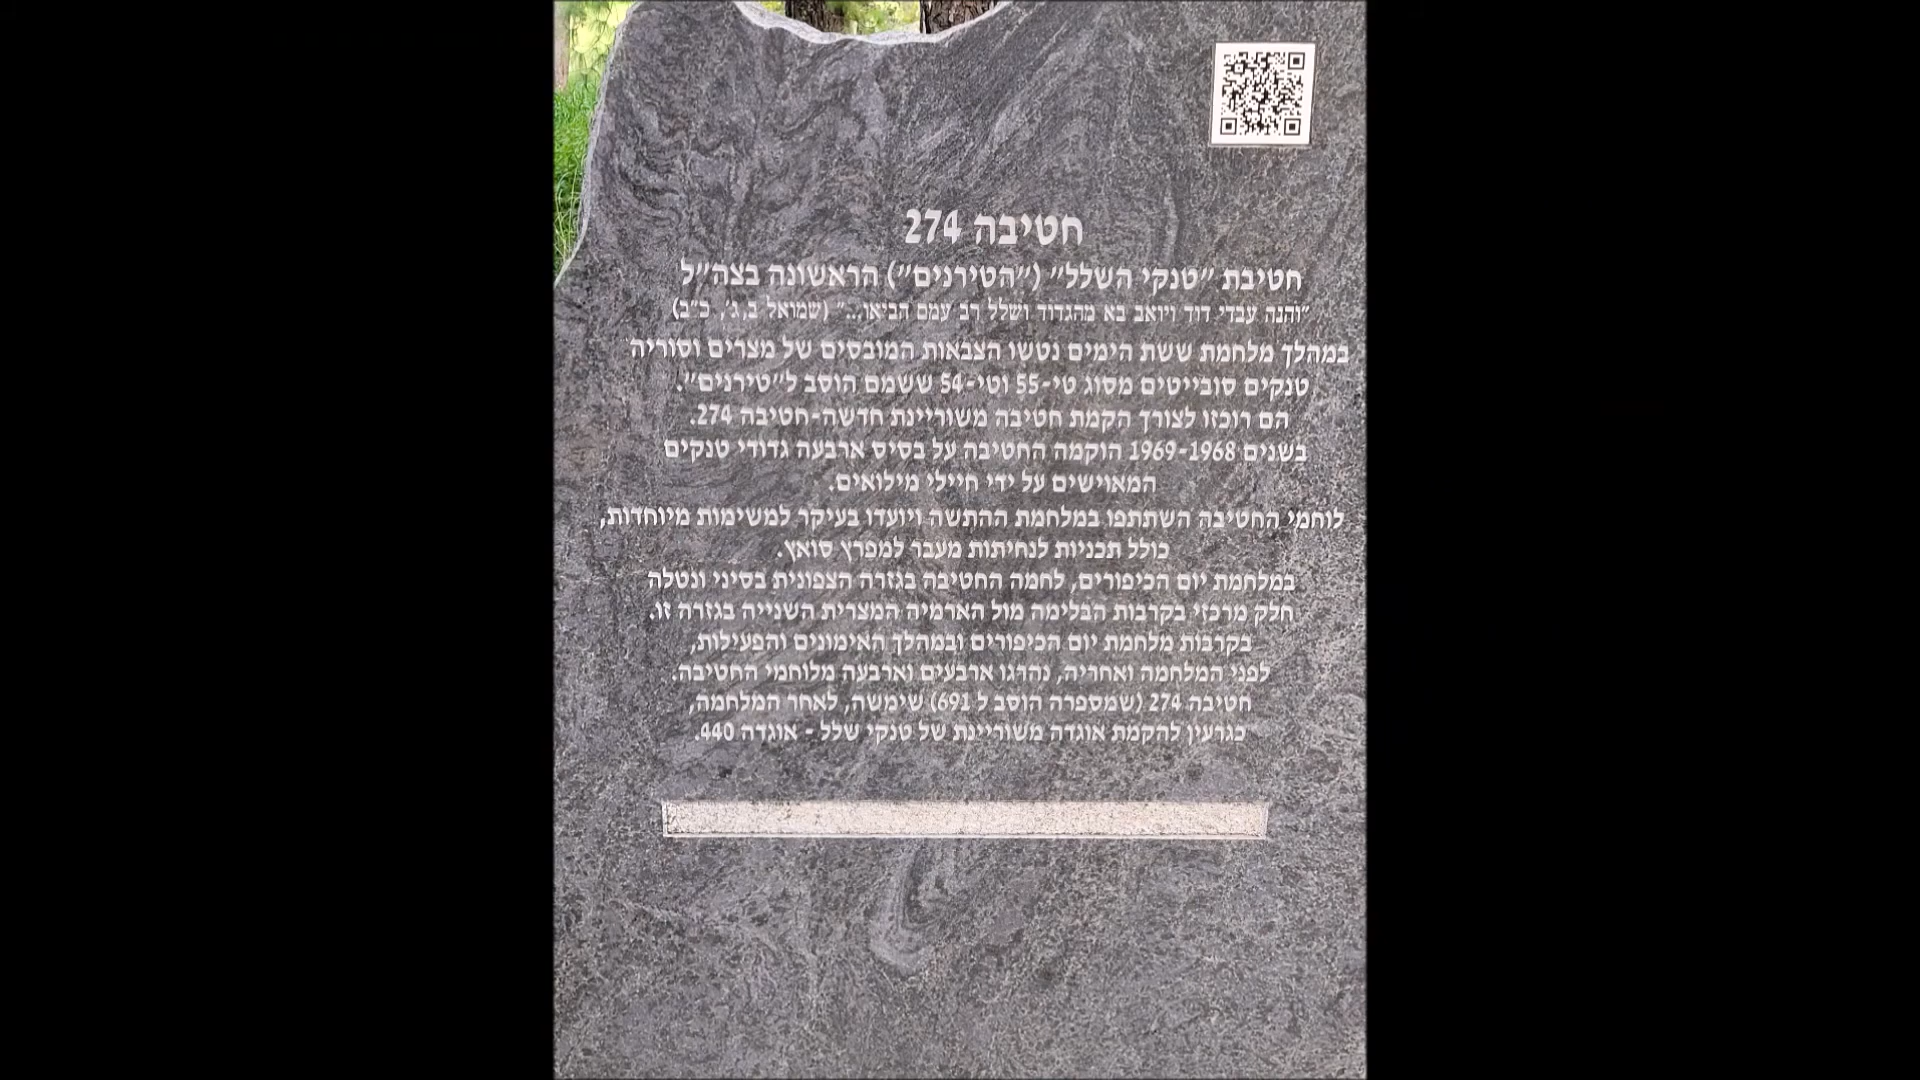 חטיבה 274
חטיבת "טנקי השלל" ("הטירנים") הראשונה בצה"ל
"והנה עבדי דוד ויואב בא מהגדוד ושלל רב עמם הביאו..." (שמואל ב, ג', כ"ב)
במהלך מלחמת ששת הימים נטשו הצבאות המובסים של מצרים וסוריה
טנקים סובייטים מסוג טי-55 וטי-54 ששמם הוסב ל"טירנים".
הם רוכזו לצורך הקמת חטיבה משוריינת חדשה-חטיבה 274.
בשנים 1969-1968 הוקמה החטיבה על בסיס ארבעה גדודי טנקים
המאוישים על ידי חיילי מילואים.
לוחמי החטיבה השתתפו במלחמת ההתשה ויועדו בעיקר למשימות מיוחדות,
כולל תכניות לנחיתות מעבר למפרץ סואץ.
במלחמת יום הכיפורים, לחמה החטיבה בגזרה הצפונית בסיני ונטלה
חלק מרכזי בקרבות הבלימה מול הארמיה המצרית השנייה בגזרה זו.
בקרבות מלחמת יום הכיפורים ובמהלך האימונים והפעילות,
לפני המלחמה ואחריה, נהרגו ארבעים וארבעה מלוחמי החטיבה.
חטיבה 274 (שמספרה הוסב ל 691) שימשה, לאחר המלחמה,
כגרעין להקמת אוגדה משוריינת של טנקי שלל - אוגדה 440.